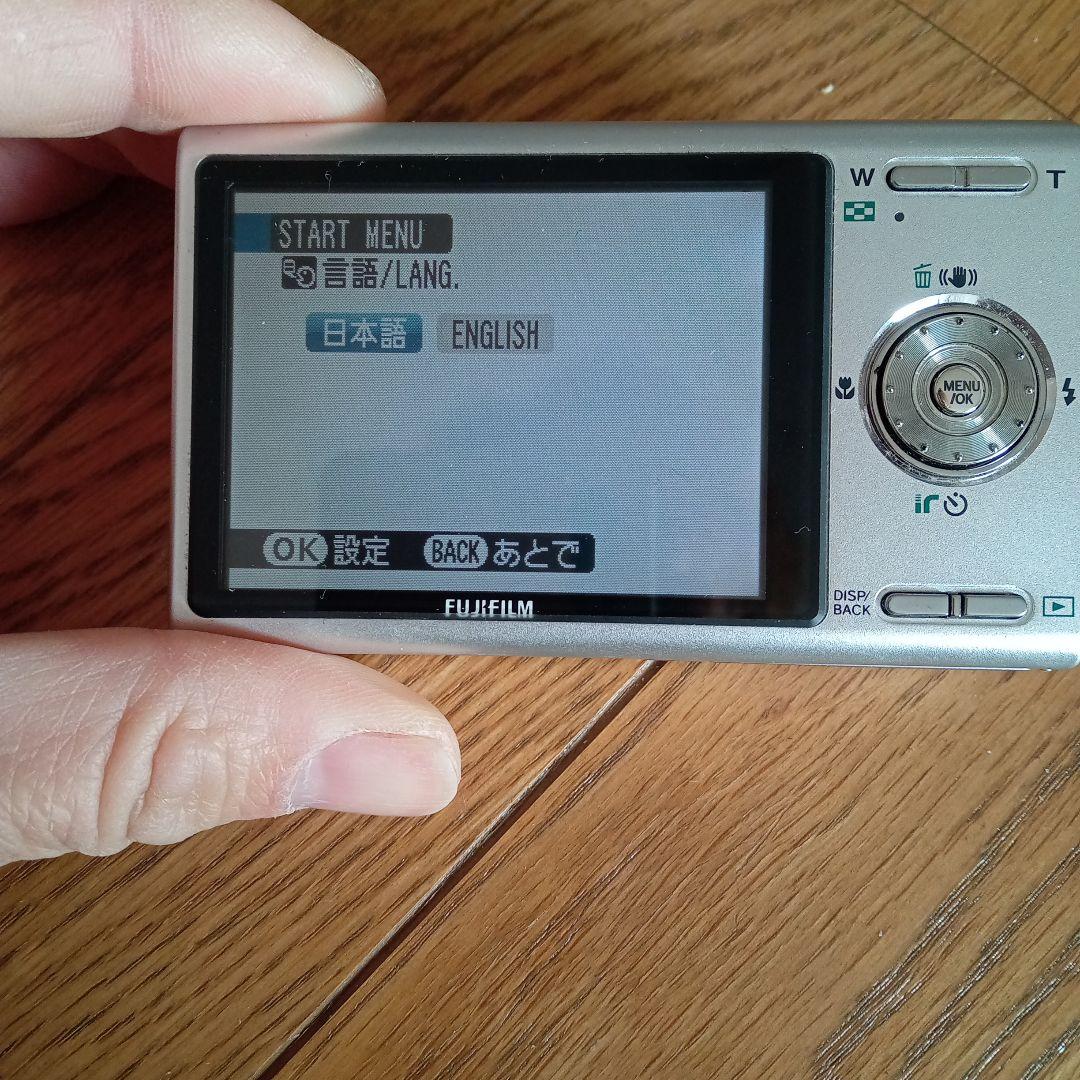 START MENU
言語/LANG.
日本語 ENGLISH
OK 設定 BACK あとで
FUJIFILM
W T
MENU
/OK
ir
DISP/
BACK